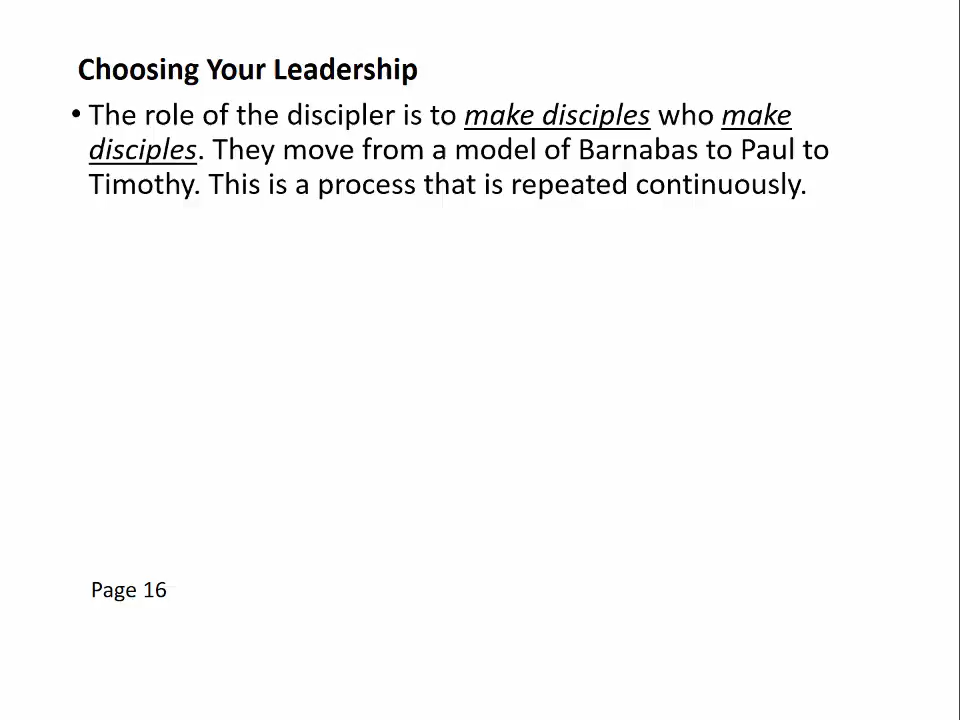 Choosing Your Leadership
• The role of the discipler is to make disciples who make
disciples. They move from a model of Barnabas to Paul to
Timothy. This is a process that is repeated continuously.
Page 16